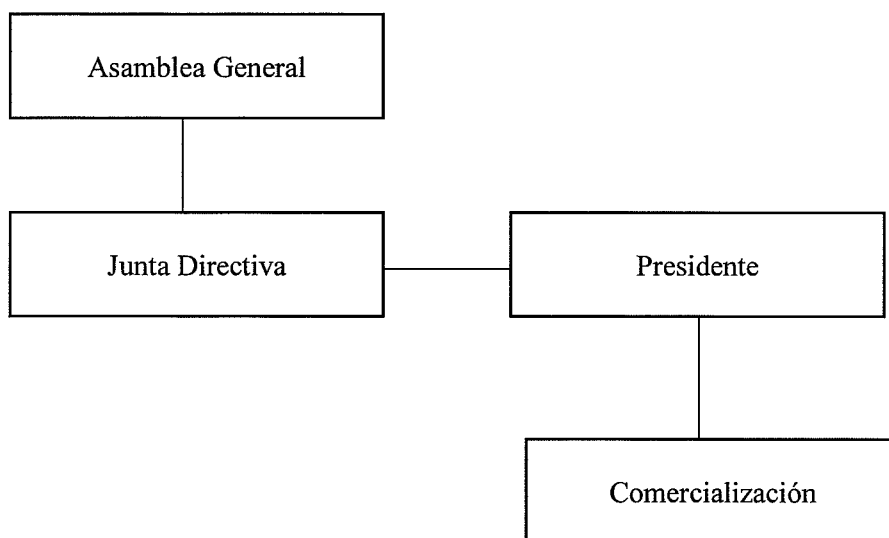 Asamblea General
Junta Directiva
Presidente
Comercialización